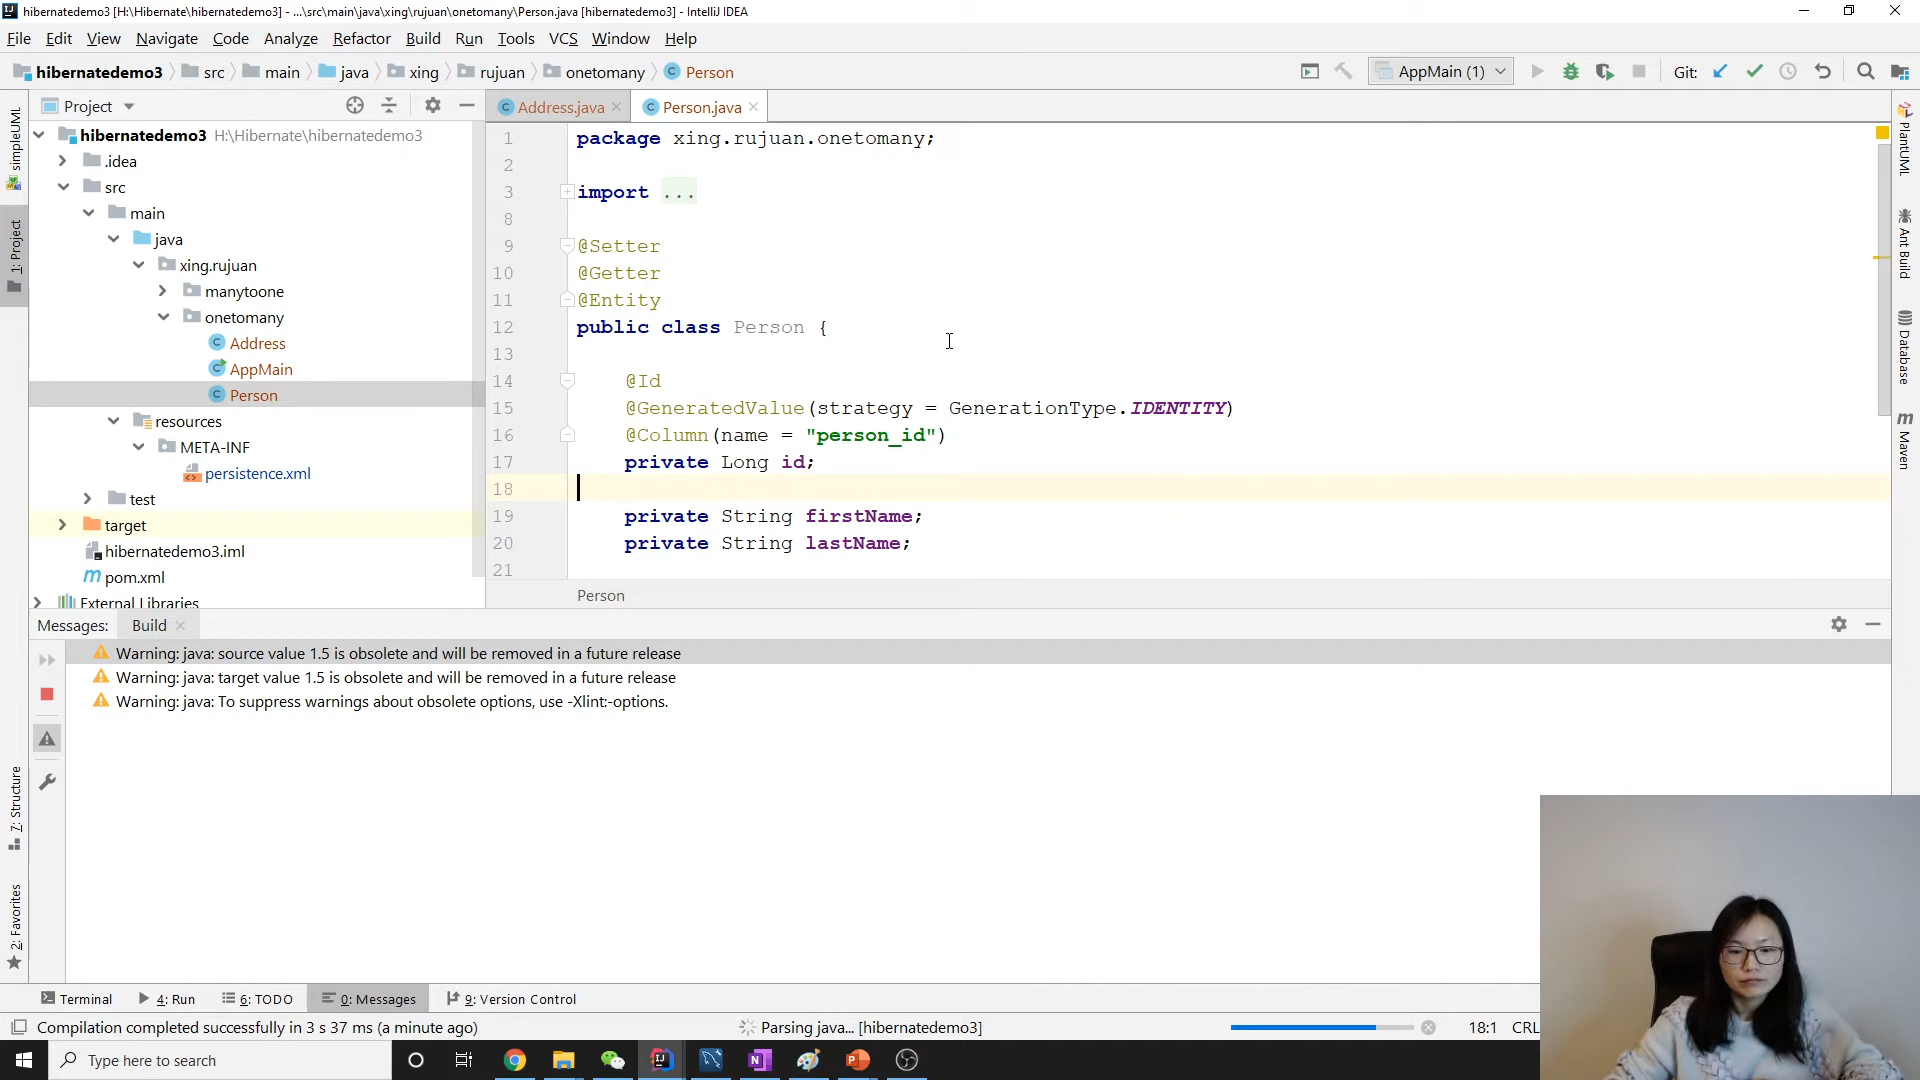 hibernatedemo3 [H:\Hibernate\hibernatedemo3] - ...\src\main\java\xing\rujuan\onetomany\Person.java [hibernatedemo3] - IntelliJ IDEA
File Edit View Navigate Code Analyze Refactor Build Run Tools VCS Window Help
hibernatedemo3 src main java xing rujuan onetomany Person
AppMain (1) Git:
Project
Address.java Person.java
hibernatedemo3 H:\Hibernate\hibernatedemo3
.idea
src
main
java
xing.rujuan
manytoone
onetomany
Address
AppMain
Person
resources
META-INF
persistence.xml
test
target
hibernatedemo3.iml
pom.xml
External Libraries
1 package xing.rujuan.onetomany;
2
3 import ...
8
9 @Setter
10 @Getter
11 @Entity
12 public class Person {
13
14 @Id
15 @GeneratedValue(strategy = GenerationType.IDENTITY)
16 @Column(name = "person_id")
17 private Long id;
18
19 private String firstName;
20 private String lastName;
21
Person
simpleUML
1: Project
7: Structure
2: Favorites
PlantUML
Ant Build
Database
Maven
Messages: Build
Warning: java: source value 1.5 is obsolete and will be removed in a future release
Warning: java: target value 1.5 is obsolete and will be removed in a future release
Warning: java: To suppress warnings about obsolete options, use -Xlint:-options.
Terminal 4: Run 6: TODO 0: Messages 9: Version Control
Compilation completed successfully in 3 s 37 ms (a minute ago) Parsing java... [hibernatedemo3] 18:1 CRL
Type here to search